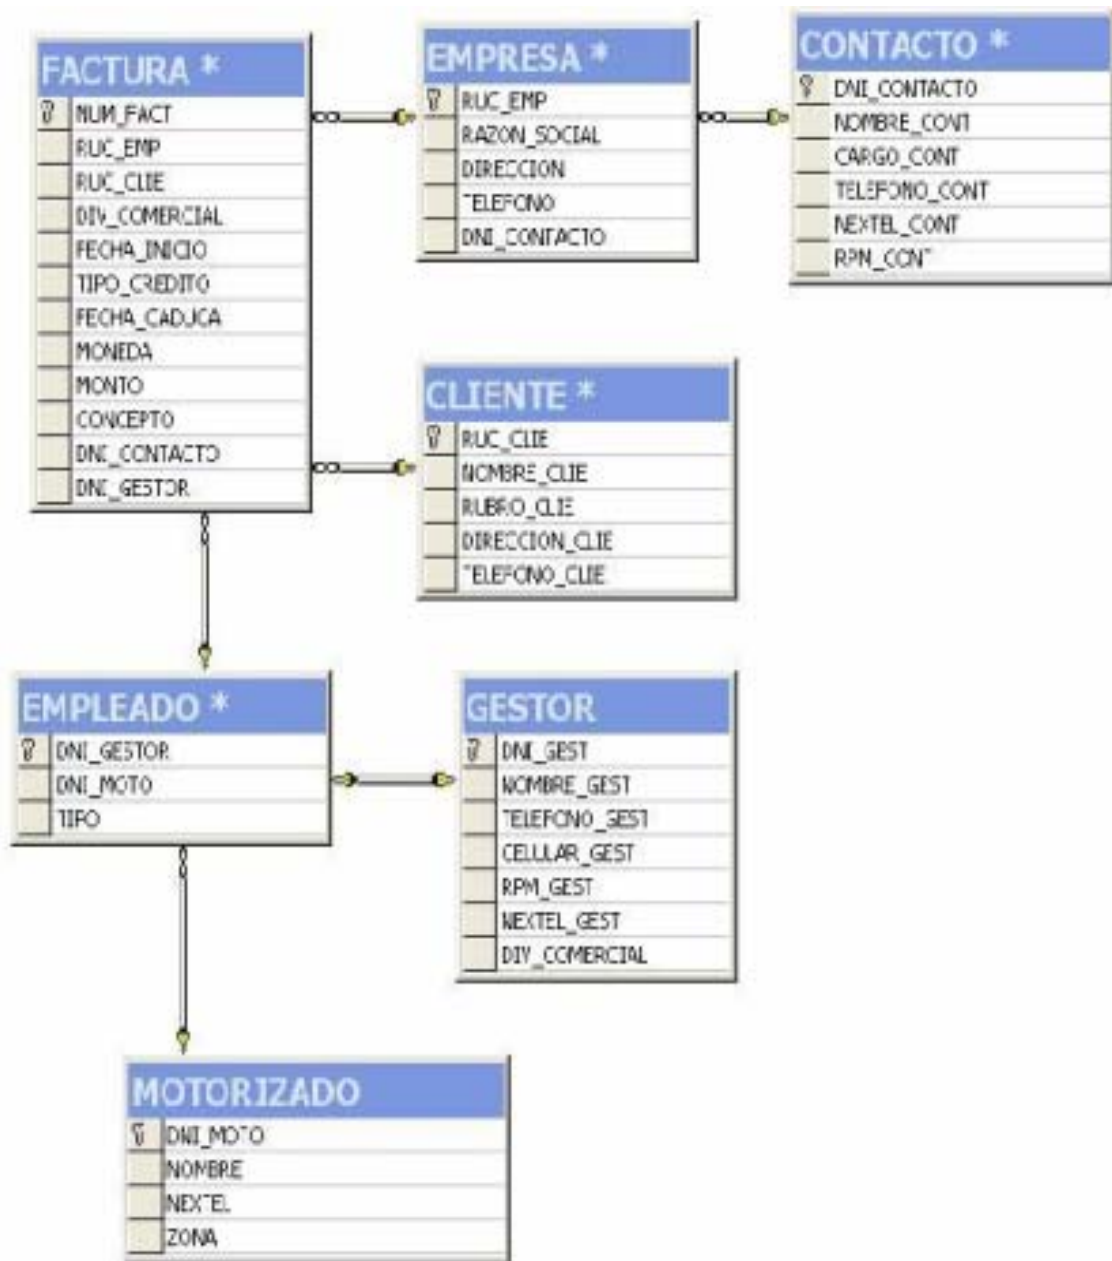 FACTURA *
NUM_FACT
RUC_EMP
RUC_CLIE
DIV_COMERCIAL
FECHA_INICIO
TIPO_CREDITO
FECHA_CADUCA
MONEDA
MONTO
CONCEPTO
DNI_CONTACTO
DNI_GESTOR
EMPRESA *
RUC_EMP
RAZON_SOCIAL
DIRECCION
TELEFONO
DNI_CONTACTO
CONTACTO *
DNI_CONTACTO
NOMBRE_CONT
CARGO_CONT
TELEFONO_CONT
NEXTEL_CONT
RPM_CONT
CLIENTE *
RUC_CLIE
NOMBRE_CLIE
RUBRO_CLIE
DIRECCION_CLIE
TELEFONO_CLIE
EMPLEADO *
DNI_GESTOR
DNI_MOTO
TIPO
GESTOR
DNI_GEST
NOMBRE_GEST
TELEFONO_GEST
CELULAR_GEST
RPM_GEST
NEXTEL_GEST
DIV_COMERCIAL
MOTORIZADO
DNI_MOTO
NOMBRE
NEXTEL
ZONA